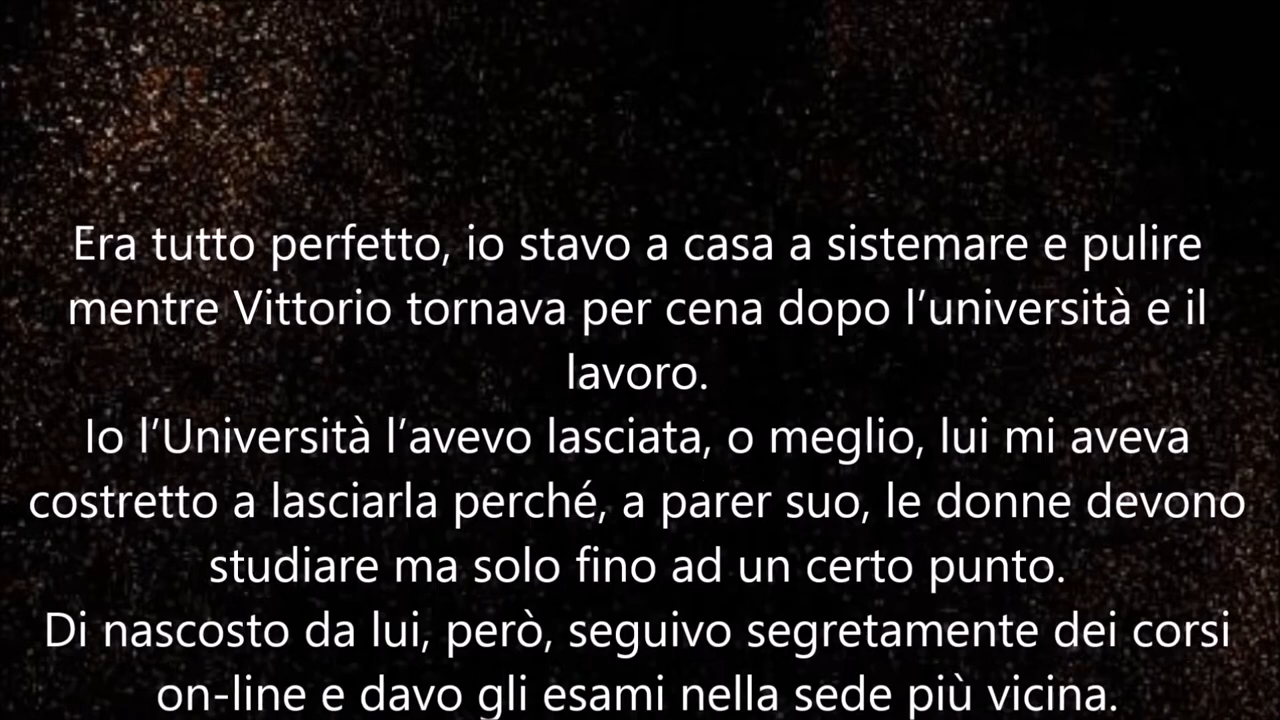 Era tutto perfetto, io stavo a casa a sistemare e pulire
mentre Vittorio tornava per cena dopo l’università e il
lavoro.
Io l’Università l’avevo lasciata, o meglio, lui mi aveva
costretto a lasciarla perché, a parer suo, le donne devono
studiare ma solo fino ad un certo punto.
Di nascosto da lui, però, seguivo segretamente dei corsi
on-line e davo gli esami nella sede più vicina.